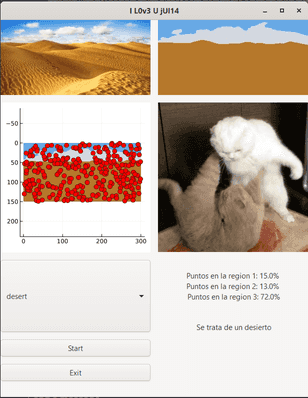 I L0v3 U jUl14
−50
0
50
100
150
200
0
100
200
300
Puntos en la region 1: 15.0%
Puntos en la region 2: 13.0%
Puntos en la region 3: 72.0%
desert
Se trata de un desierto
Start
Exit